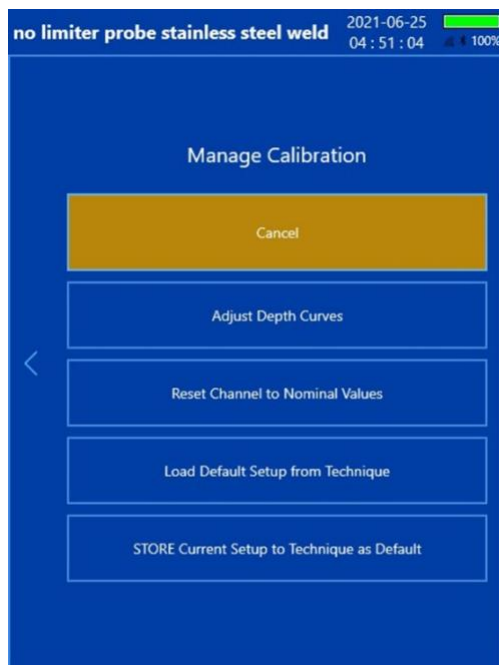 no limiter probe stainless steel weld
2021-06-25
04 : 51 : 04
100%
Manage Calibration
Cancel
Adjust Depth Curves
Reset Channel to Nominal Values
Load Default Setup from Technique
STORE Current Setup to Technique as Default